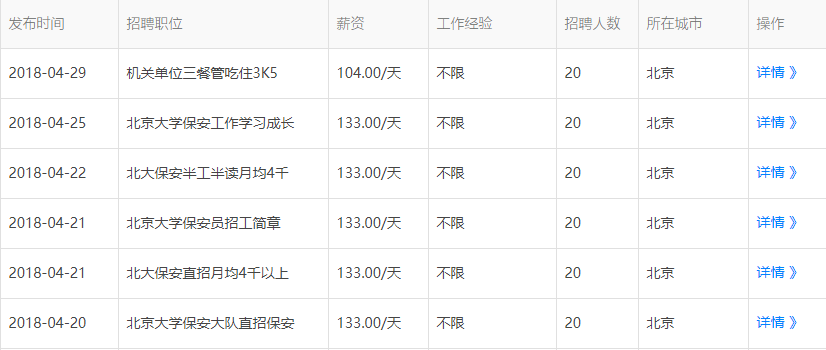 发布时间 招聘职位 薪资 工作经验 招聘人数 所在城市 操作
2018-04-29 机关单位三餐管吃住3K5 104.00/天 不限 20 北京 详情 》
2018-04-25 北京大学保安工作学习成长 133.00/天 不限 20 北京 详情 》
2018-04-22 北大保安半工半读月均4千 133.00/天 不限 20 北京 详情 》
2018-04-21 北京大学保安员招工简章 133.00/天 不限 20 北京 详情 》
2018-04-21 北大保安直招月均4千以上 133.00/天 不限 20 北京 详情 》
2018-04-20 北京大学保安大队直招保安 133.00/天 不限 20 北京 详情 》